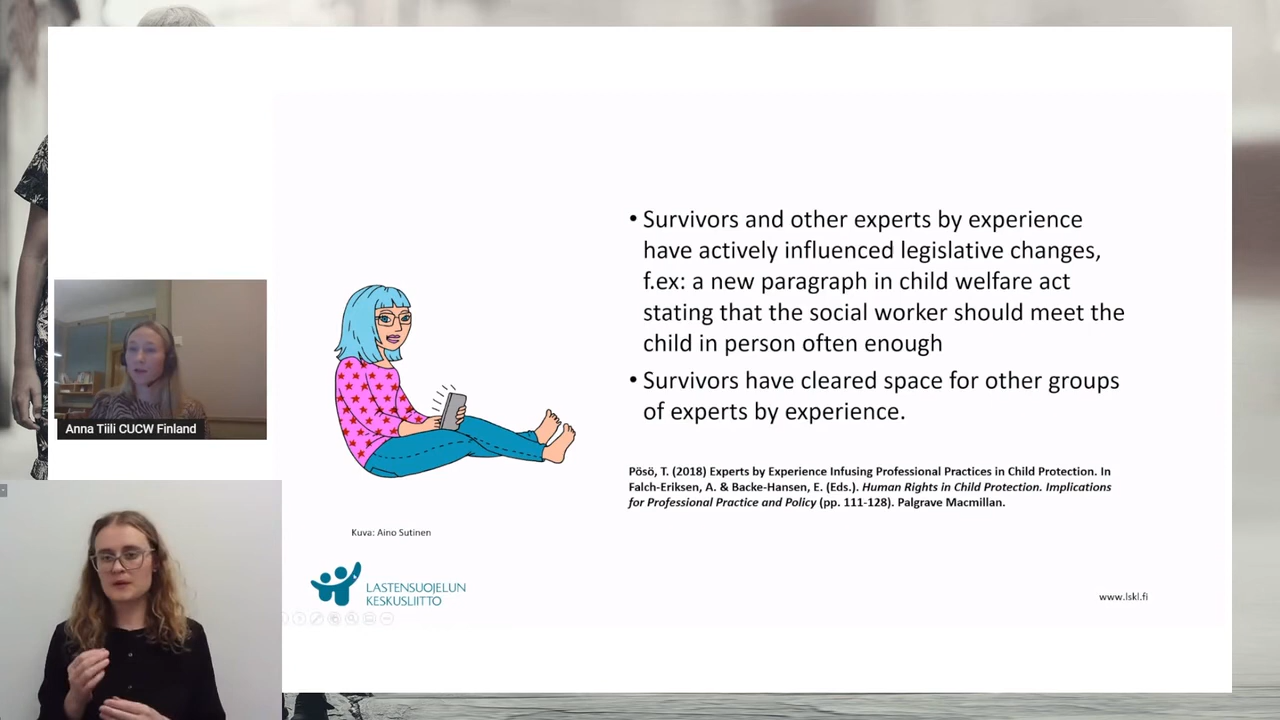 • Survivors and other experts by experience
have actively influenced legislative changes,
f.ex: a new paragraph in child welfare act
stating that the social worker should meet the
child in person often enough
• Survivors have cleared space for other groups
of experts by experience.
Pösö, T. (2018) Experts by Experience Infusing Professional Practices in Child Protection. In
Falch-Eriksen, A. & Backe-Hansen, E. (Eds.). Human Rights in Child Protection. Implications
for Professional Practice and Policy (pp. 111-128). Palgrave Macmillan.
Anna Tiili CUCW Finland
Kuva: Aino Sutinen
LASTENSUOJELUN
KESKUSLIITTO
www.lskl.fi